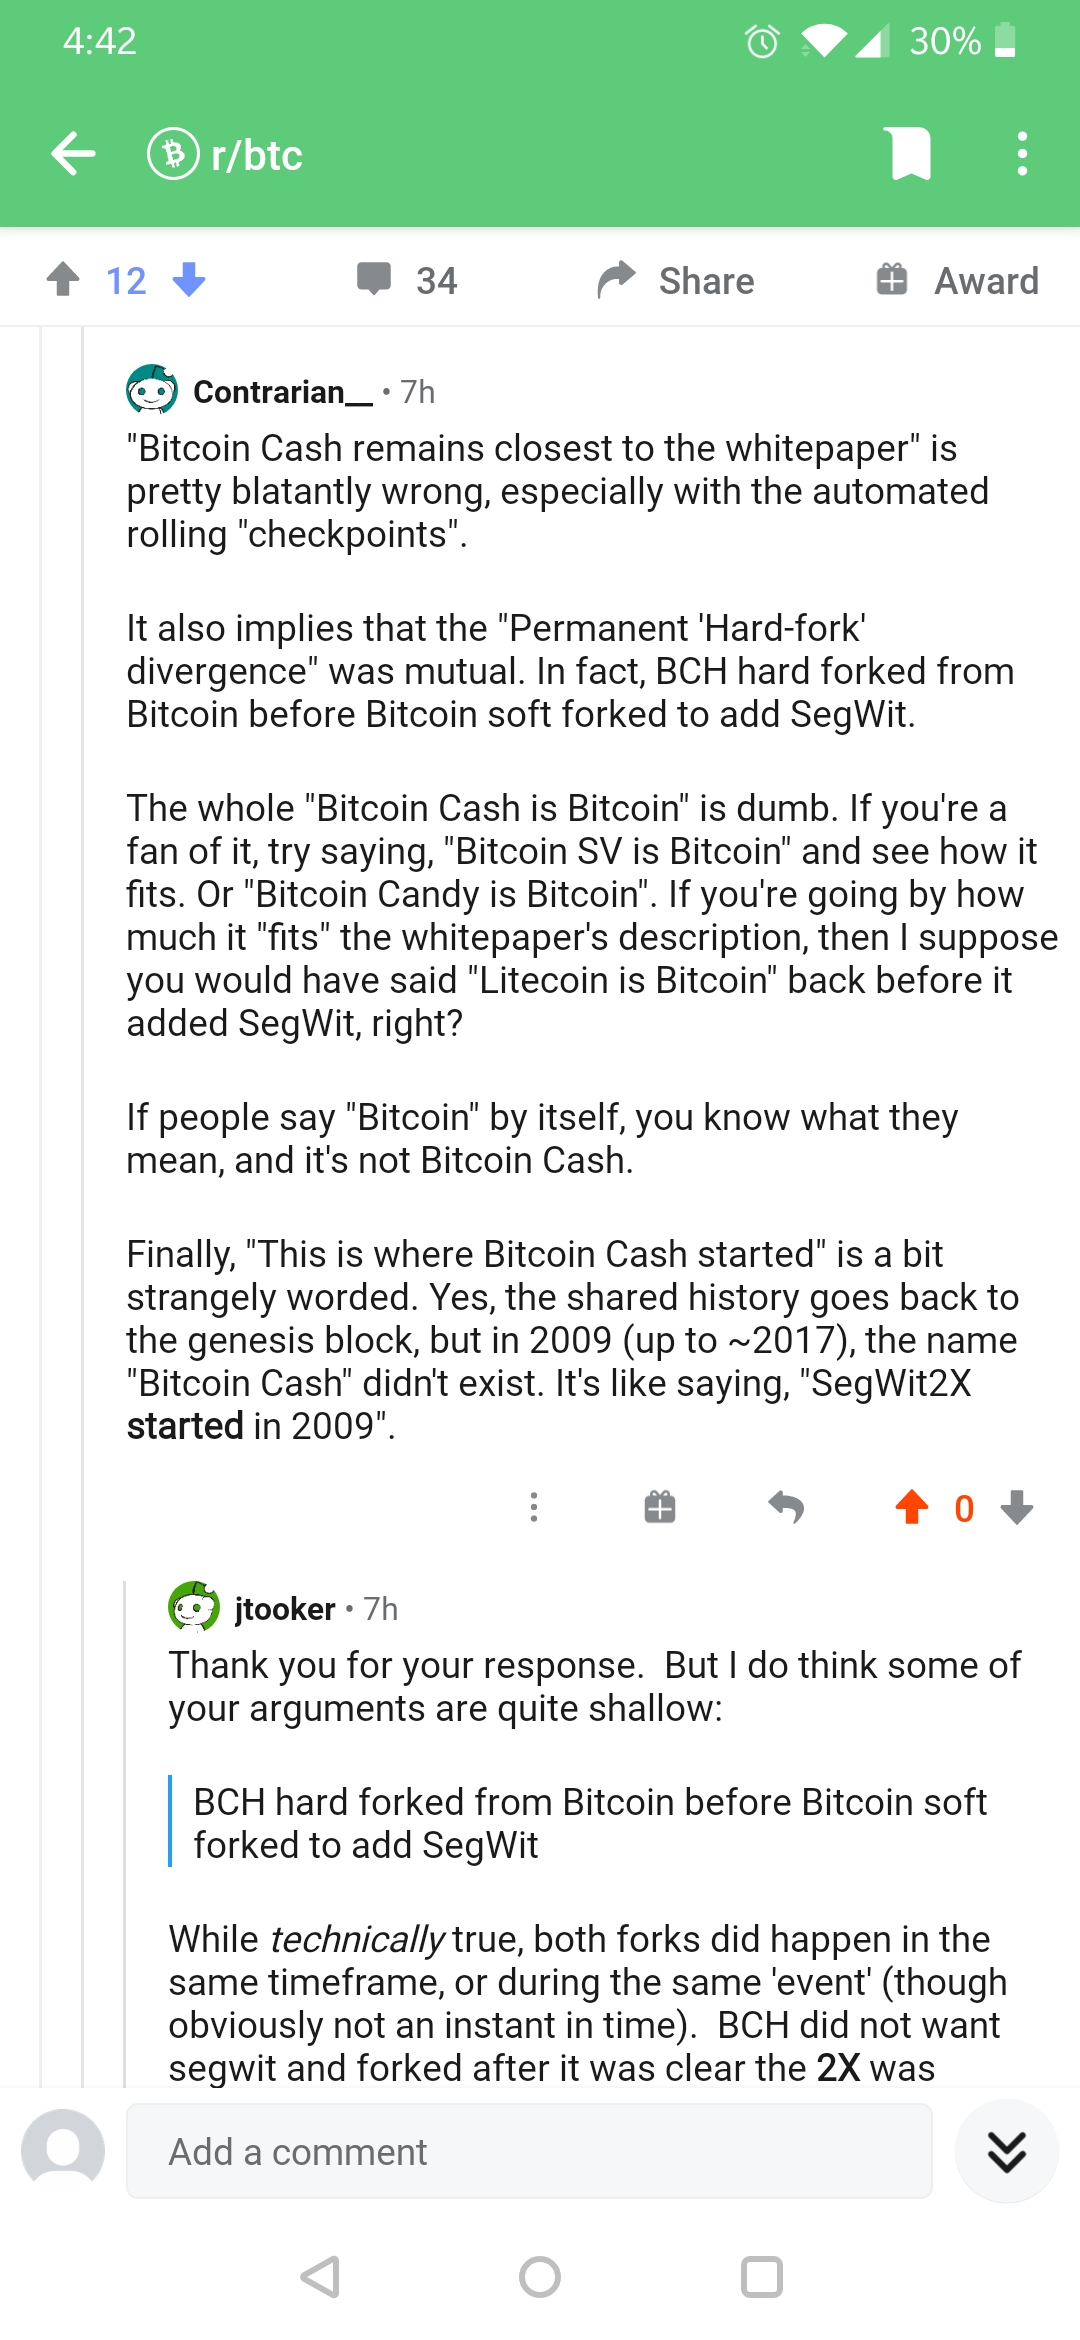 4:42
30%
r/btc
12
34
Share
Award
Contrarian__ • 7h
"Bitcoin Cash remains closest to the whitepaper" is
pretty blatantly wrong, especially with the automated
rolling "checkpoints".
It also implies that the "Permanent 'Hard-fork'
divergence" was mutual. In fact, BCH hard forked from
Bitcoin before Bitcoin soft forked to add SegWit.
The whole "Bitcoin Cash is Bitcoin" is dumb. If you're a
fan of it, try saying, "Bitcoin SV is Bitcoin" and see how it
fits. Or "Bitcoin Candy is Bitcoin". If you're going by how
much it "fits" the whitepaper's description, then I suppose
you would have said "Litecoin is Bitcoin" back before it
added SegWit, right?
If people say "Bitcoin" by itself, you know what they
mean, and it's not Bitcoin Cash.
Finally, "This is where Bitcoin Cash started" is a bit
strangely worded. Yes, the shared history goes back to
the genesis block, but in 2009 (up to ~2017), the name
"Bitcoin Cash" didn't exist. It's like saying, "SegWit2X
started in 2009".
0
jtooker • 7h
Thank you for your response.  But I do think some of
your arguments are quite shallow:
BCH hard forked from Bitcoin before Bitcoin soft
forked to add SegWit
While technically true, both forks did happen in the
same timeframe, or during the same 'event' (though
obviously not an instant in time).  BCH did not want
segwit and forked after it was clear the 2X was
Add a comment